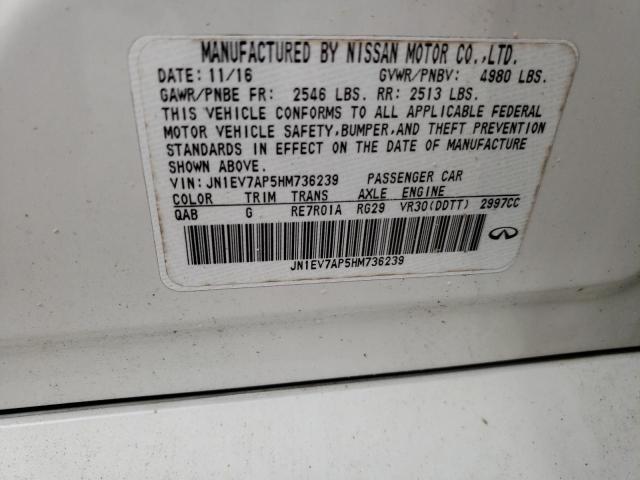 MANUFACTURED BY NISSAN MOTOR CO.,LTD.
DATE: 11/16 GVWR/PNBV: 4980 LBS.
GAWR/PNBE FR: 2546 LBS. RR: 2513 LBS.
THIS VEHICLE CONFORMS TO ALL APPLICABLE FEDERAL
MOTOR VEHICLE SAFETY,BUMPER,AND THEFT PREVENTION
STANDARDS IN EFFECT ON THE DATE OF MANUFACTURE
SHOWN ABOVE.
VIN: JN1EV7AP5HM736239 PASSENGER CAR
COLOR TRIM TRANS AXLE ENGINE
QAB G RE7R01A RG29 VR30(DDTT) 2997CC
JN1EV7AP5HM736239